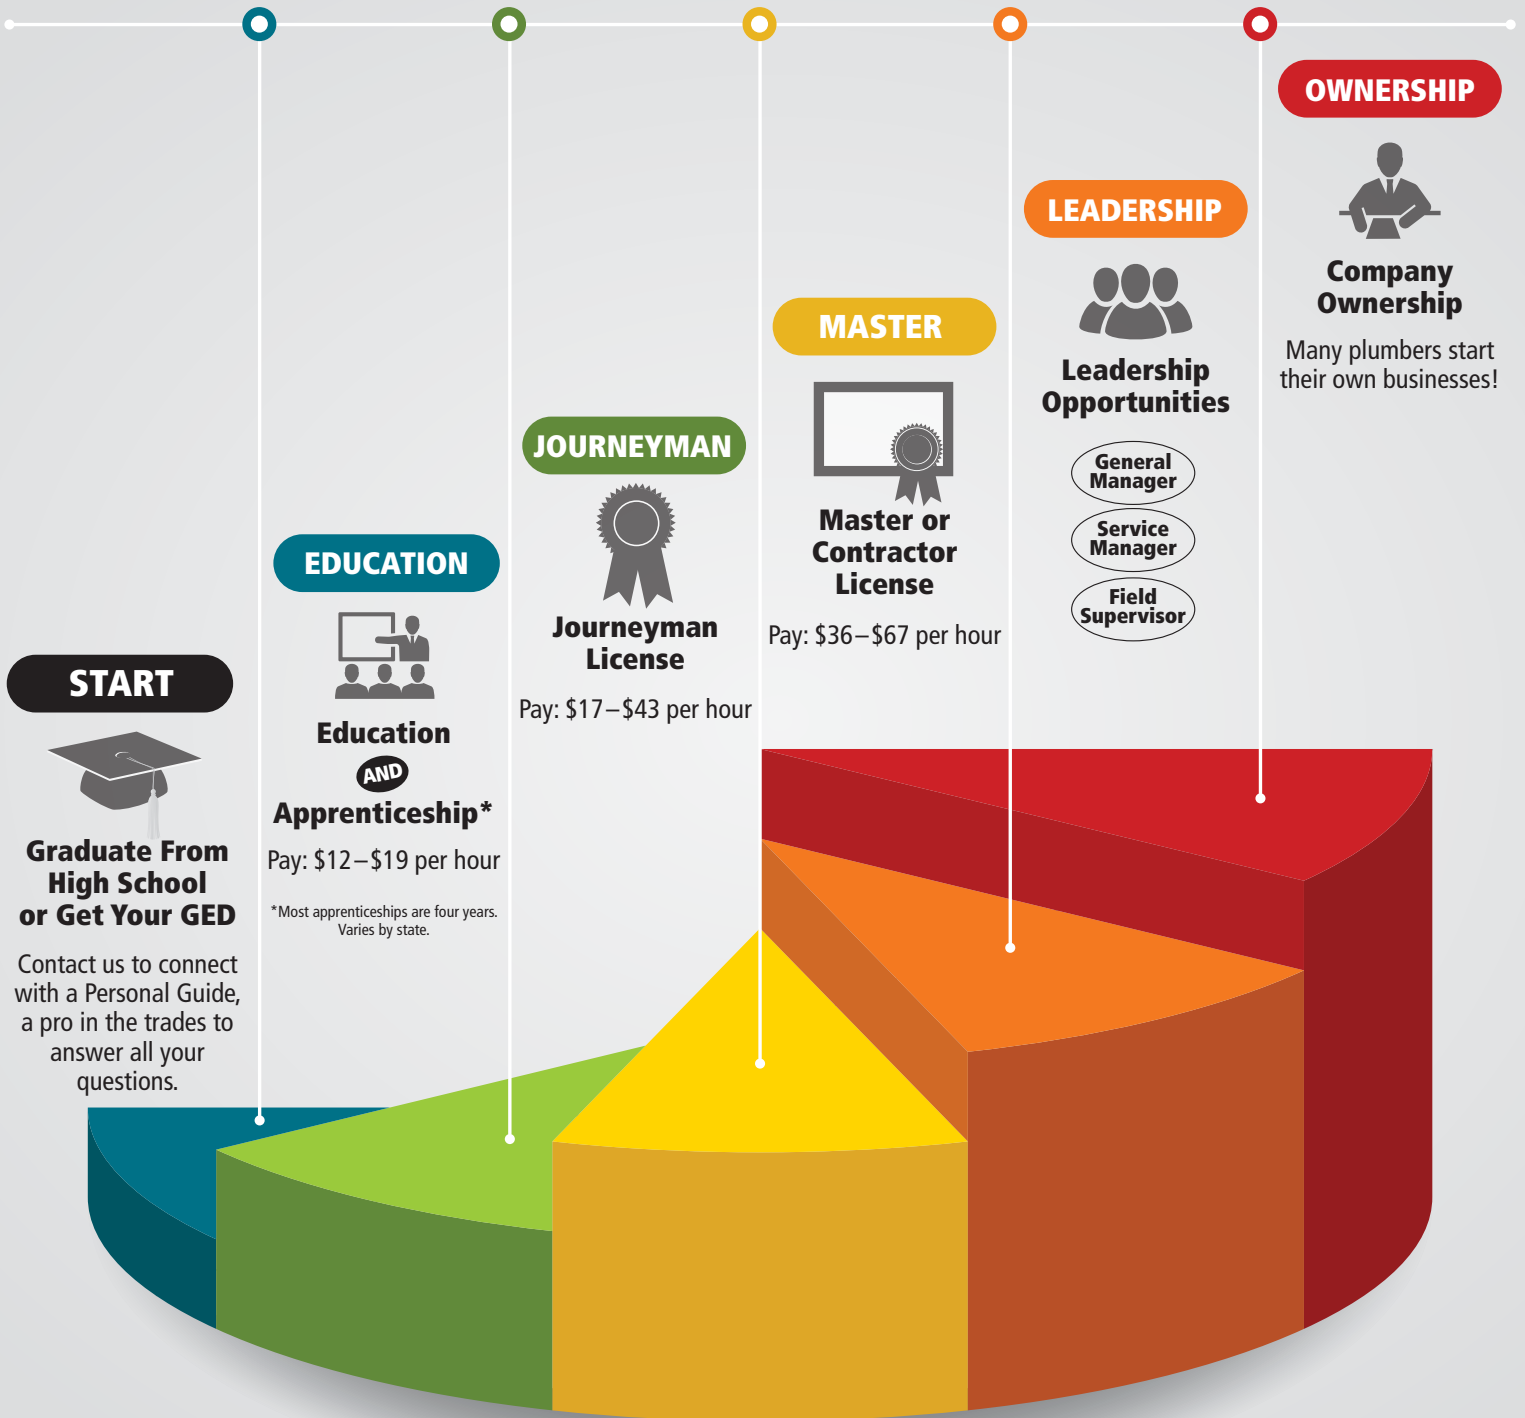 START
Graduate From
High School
or Get Your GED
Contact us to connect
with a Personal Guide,
a pro in the trades to
answer all your
questions.
EDUCATION
Education
AND
Apprenticeship*
Pay: $12–$19 per hour
*Most apprenticeships are four years.
Varies by state.
JOURNEYMAN
Journeyman
License
Pay: $17–$43 per hour
MASTER
Master or
Contractor
License
Pay: $36–$67 per hour
LEADERSHIP
Leadership
Opportunities
General
Manager
Service
Manager
Field
Supervisor
OWNERSHIP
Company
Ownership
Many plumbers start
their own businesses!